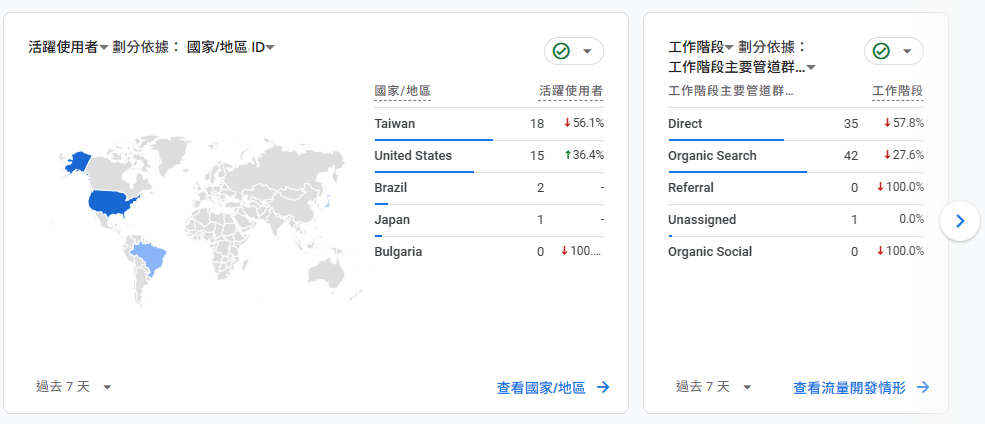 活躍使用者 劃分依據： 國家/地區 ID
國家/地區 活躍使用者
Taiwan 18 ↓56.1%
United States 15 ↑36.4%
Brazil 2 -
Japan 1 -
Bulgaria 0 ↓100....
過去 7 天
查看國家/地區 →
工作階段 劃分依據：
工作階段主要管道群...
工作階段主要管道群... 工作階段
Direct 35 ↓57.8%
Organic Search 42 ↓27.6%
Referral 0 ↓100.0%
Unassigned 1 0.0%
Organic Social 0 ↓100.0%
過去 7 天
查看流量開發情形 →